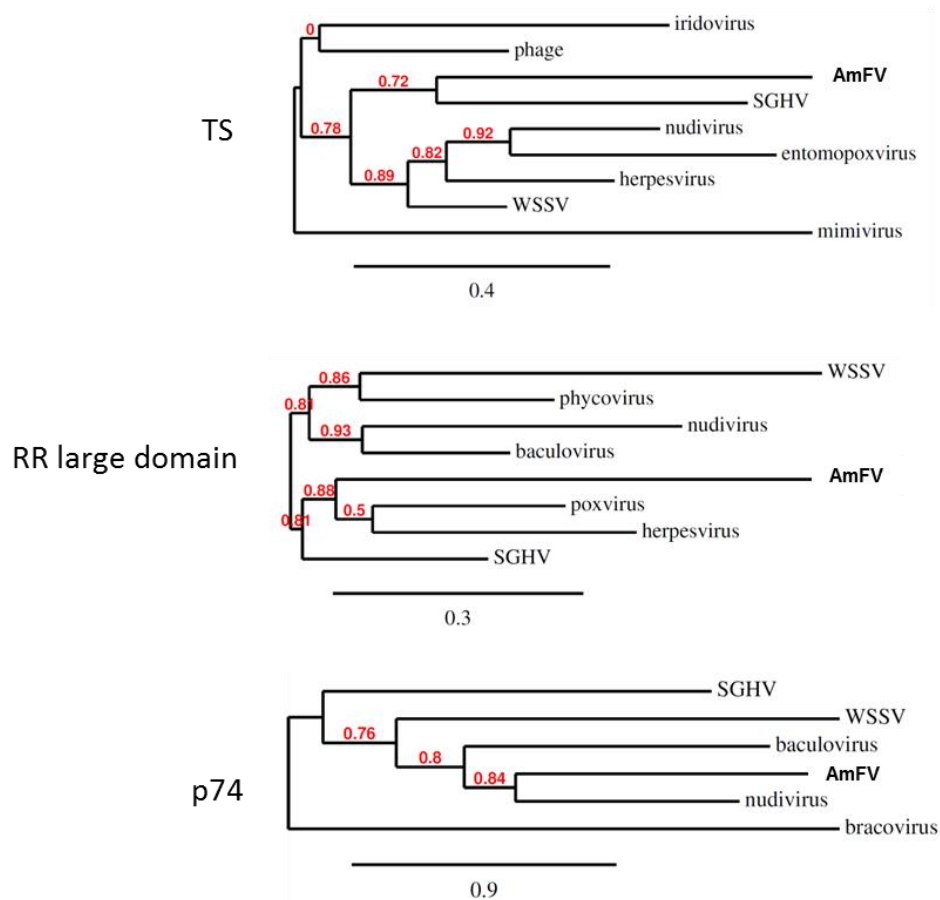 TS
0
iridovirus
phage
0.72
AmFV
SGHV
0.78
0.92
nudivirus
entomopoxvirus
0.82
0.89
herpesvirus
WSSV
mimivirus
0.4
RR large domain
0.86
WSSV
phycovirus
0.81
0.93
nudivirus
baculovirus
0.88
AmFV
0.5
poxvirus
herpesvirus
0.81
SGHV
0.3
p74
SGHV
0.76
WSSV
0.8
baculovirus
0.84
AmFV
nudivirus
bracovirus
0.9